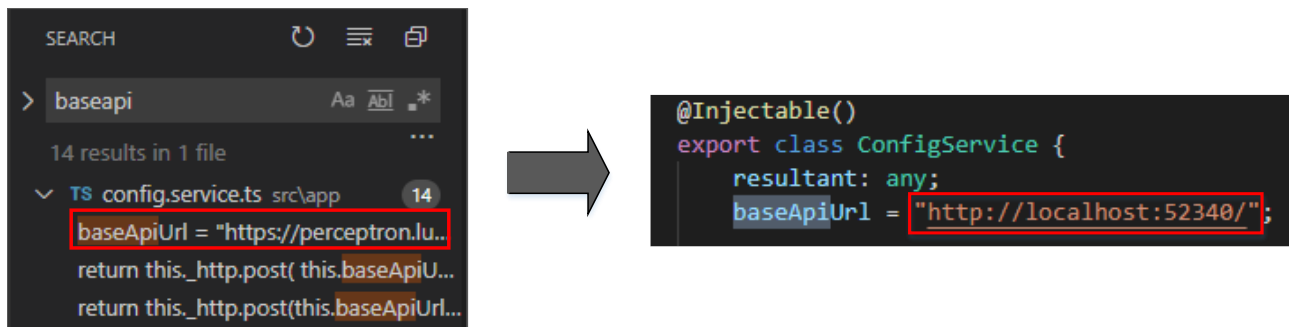 SEARCH
baseapi
Aa Abl .*
14 results in 1 file
...
TS config.service.ts src\app 14
baseApiUrl = "https://perceptron.lu...
return this._http.post( this.baseApiU...
return this._http.post(this.baseApiUrl...
@Injectable()
export class ConfigService {
resultant: any;
baseApiUrl = "http://localhost:52340/";